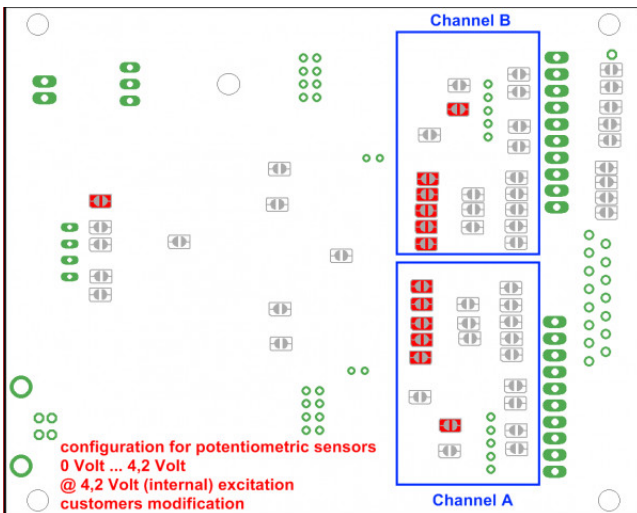 Channel B
configuration for potentiometric sensors
0 Volt ... 4,2 Volt
@ 4,2 Volt (internal) excitation
customers modification
Channel A